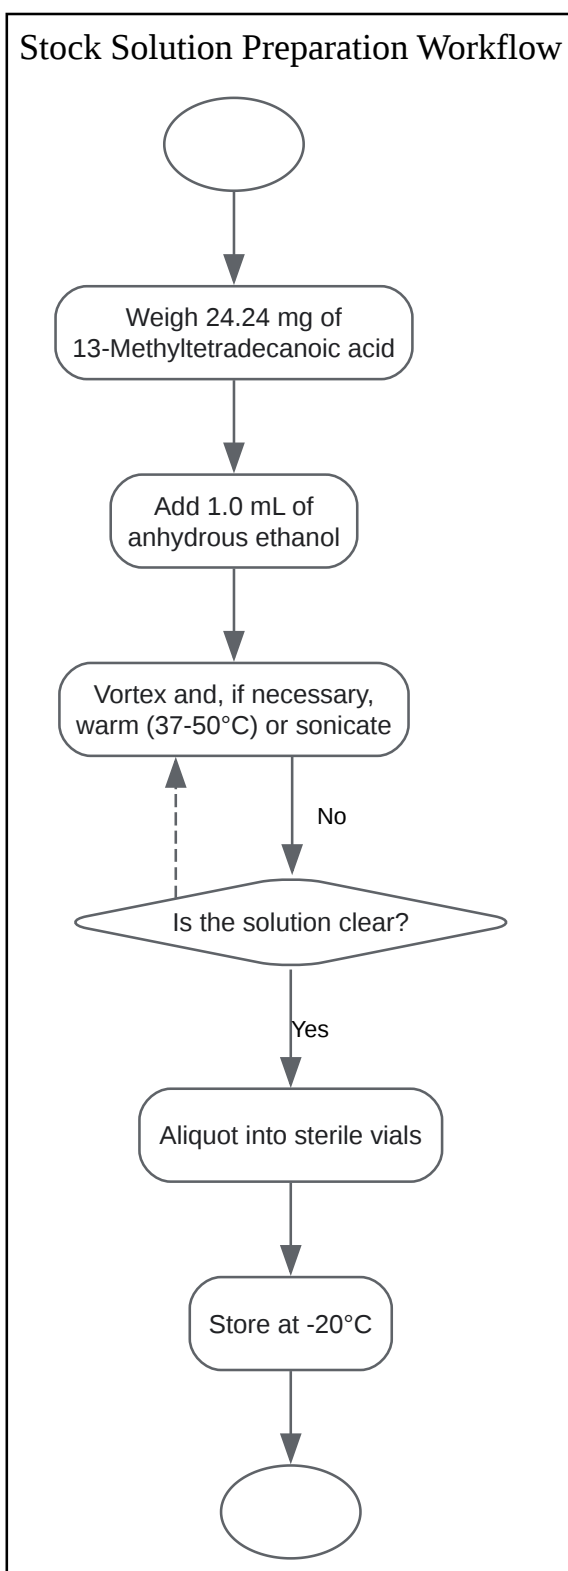 Stock Solution Preparation Workflow
Weigh 24.24 mg of
13-Methyltetradecanoic acid
Add 1.0 mL of
anhydrous ethanol
Vortex and, if necessary,
warm (37-50°C) or sonicate
No
Is the solution clear?
Yes
Aliquot into sterile vials
Store at -20°C